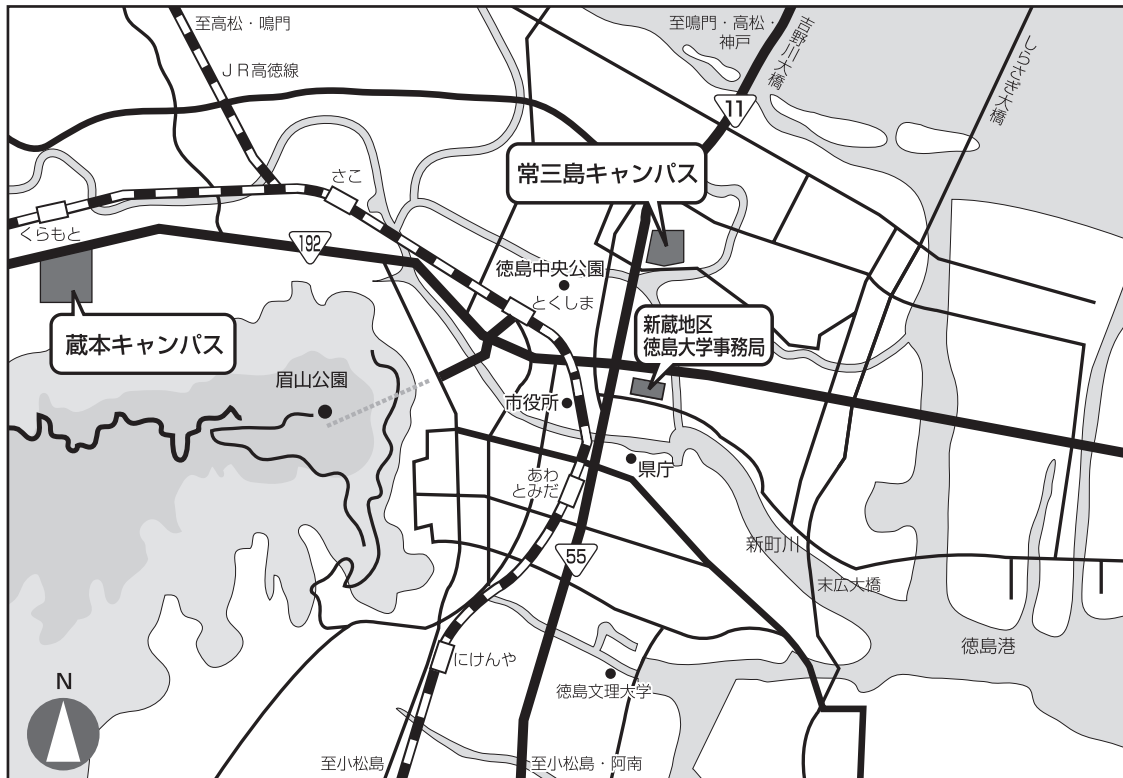 至高松・鳴門
JR高徳線
至鳴門・高松・
神戸
吉野川大橋
しらさぎ大橋
11
常三島キャンパス
さこ
くらもと
192
徳島中央公園
とくしま
新蔵地区
徳島大学事務局
蔵本キャンパス
眉山公園
市役所
県庁
あわ
とみだ
55
新町川
末広大橋
徳島港
にけんや
徳島文理大学
N
至小松島
至小松島・阿南